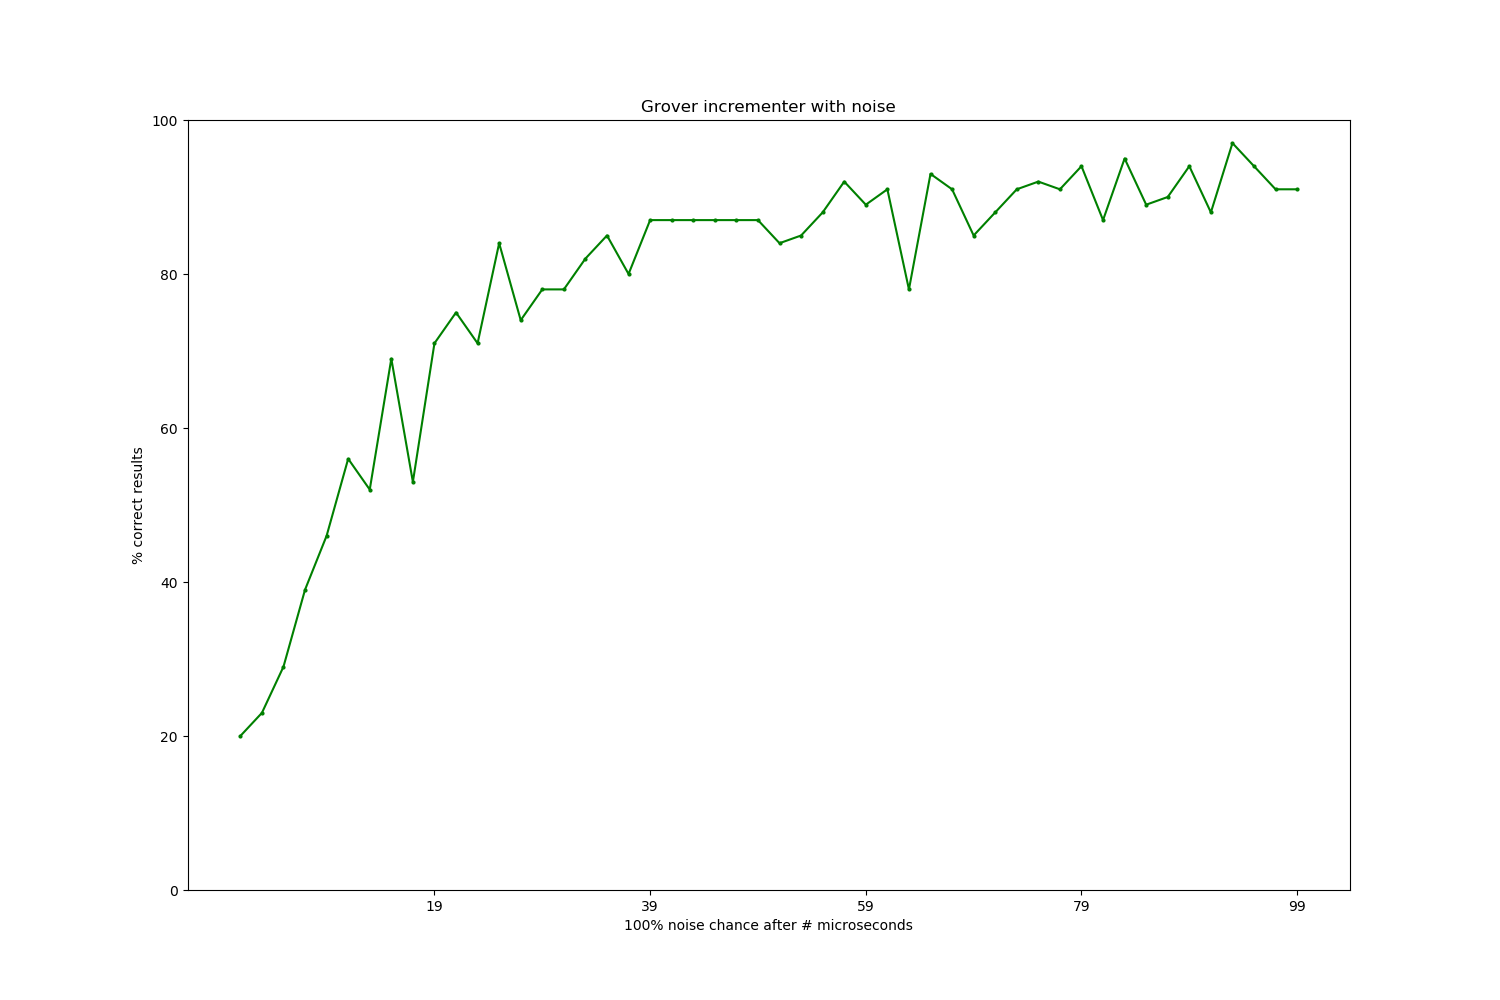 Grover incrementer with noise
100
80
60
40
20
0
% correct results
19 39 59 79 99
100% noise chance after # microseconds